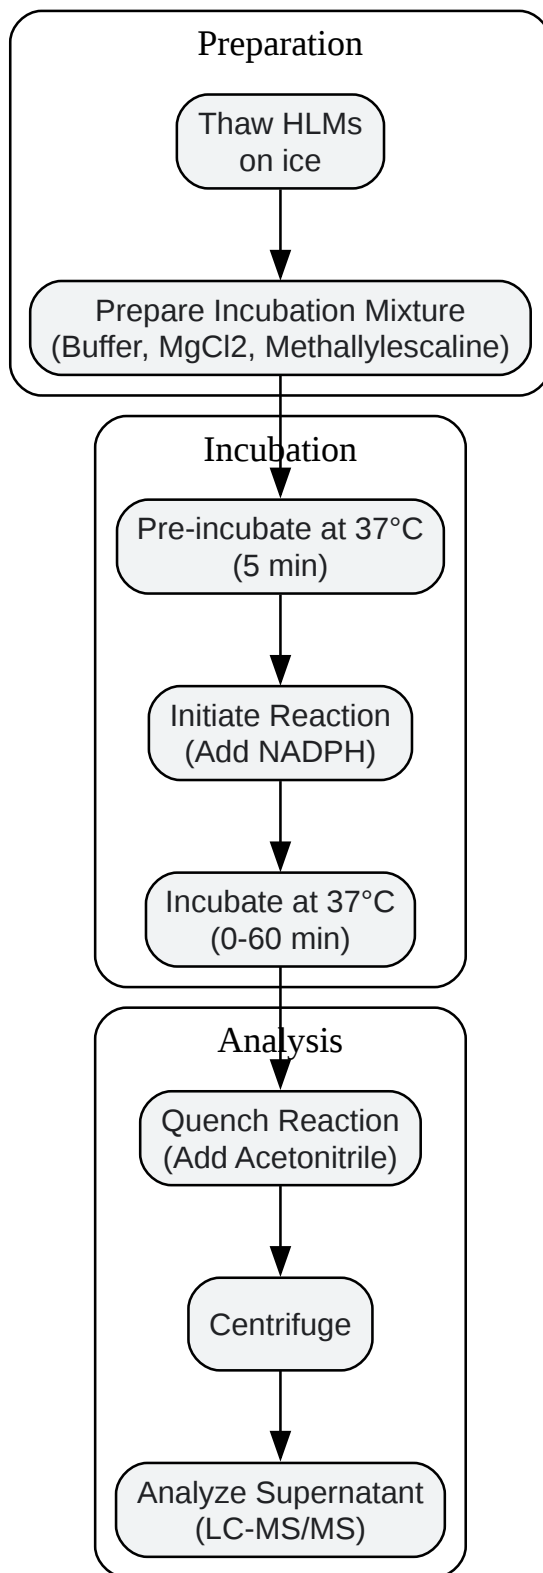 Preparation
Thaw HLMs
on ice
Prepare Incubation Mixture
(Buffer, MgCl2, Methallylescaline)
Incubation
Pre-incubate at 37°C
(5 min)
Initiate Reaction
(Add NADPH)
Incubate at 37°C
(0-60 min)
Analysis
Quench Reaction
(Add Acetonitrile)
Centrifuge
Analyze Supernatant
(LC-MS/MS)